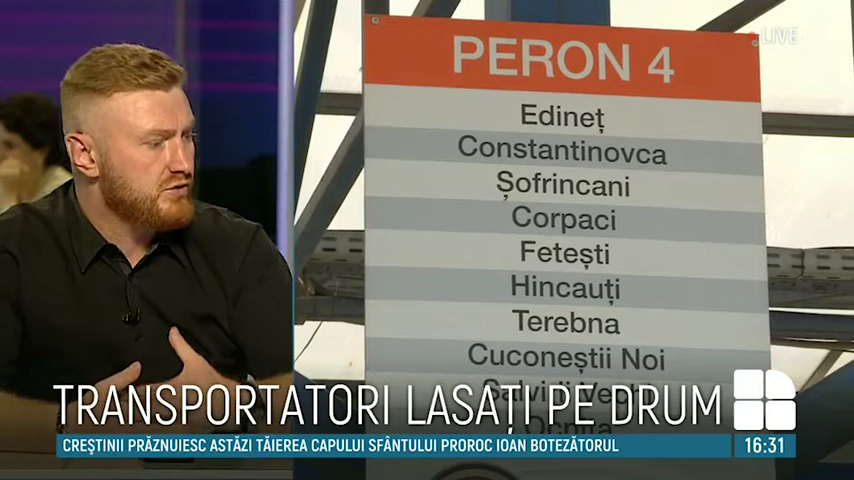 LIVE
PERON 4
Edineț
Constantinovca
Șofrincani
Corpaci
Fetești
Hincauți
Terebna
Cuconeștii Noi
Ocnița
TRANSPORTATORI LASAȚI PE DRUM
CREȘTINII PRĂZNUIESC ASTĂZI TĂIEREA CAPULUI SFÂNTULUI PROROC IOAN BOTEZĂTORUL
16:31